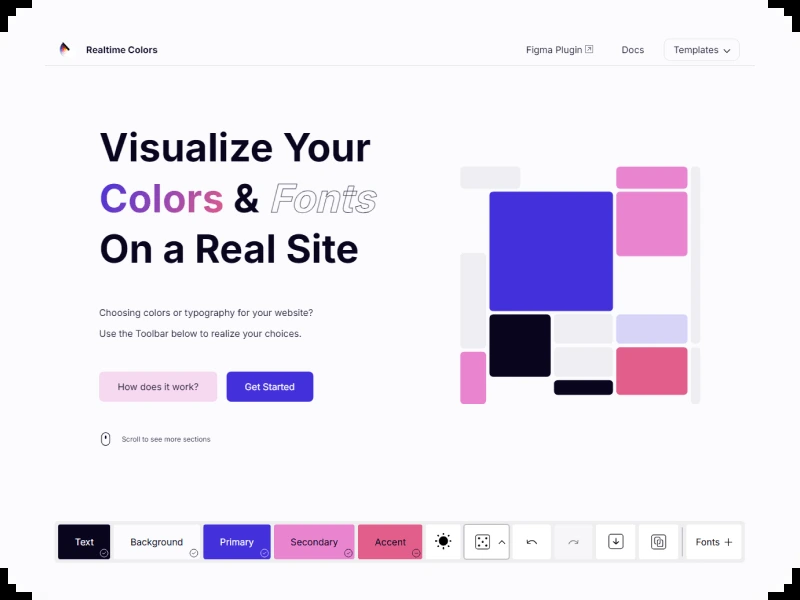 Realtime Colors
Figma Plugin
Docs
Templates
Visualize Your
Colors & Fonts
On a Real Site
Choosing colors or typography for your website?
Use the Toolbar below to realize your choices.
How does it work?
Get Started
Scroll to see more sections
Text
Background
Primary
Secondary
Accent
Fonts